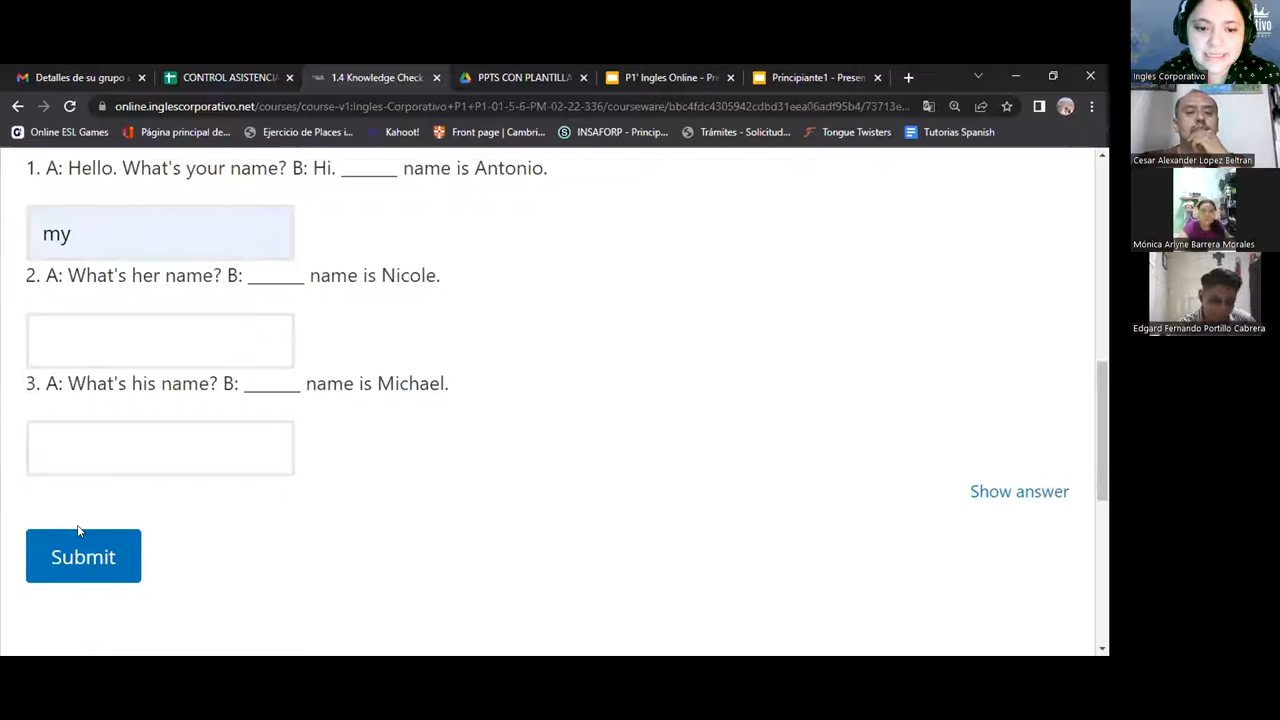 Detalles de su grupo a
CONTROL ASISTENCI
1.4 Knowledge Check
PPTS CON PLANTILLA
P1' Ingles Online - Pre
Principiante1 - Presen
online.inglescorporativo.net/courses/course-v1:Ingles-Corporativo+P1+P1-01-5-6-PM-02-22-336/courseware/bbc4fdc4305942cdbd31eea06adf95b4/73713e...
Online ESL Games
Página principal de...
Ejercicio de Places i...
Kahoot!
Front page | Cambri...
INSAFORP - Princip...
Trámites - Solicitud...
Tongue Twisters
Tutorias Spanish
1. A: Hello. What's your name? B: Hi. ______ name is Antonio.
my
2. A: What's her name? B: ______ name is Nicole.
3. A: What's his name? B: ______ name is Michael.
Show answer
Submit
Ingles Corporativo
Cesar Alexander Lopez Beltran
Mónica Arlyne Barrera Morales
Edgard Fernando Portillo Cabrera